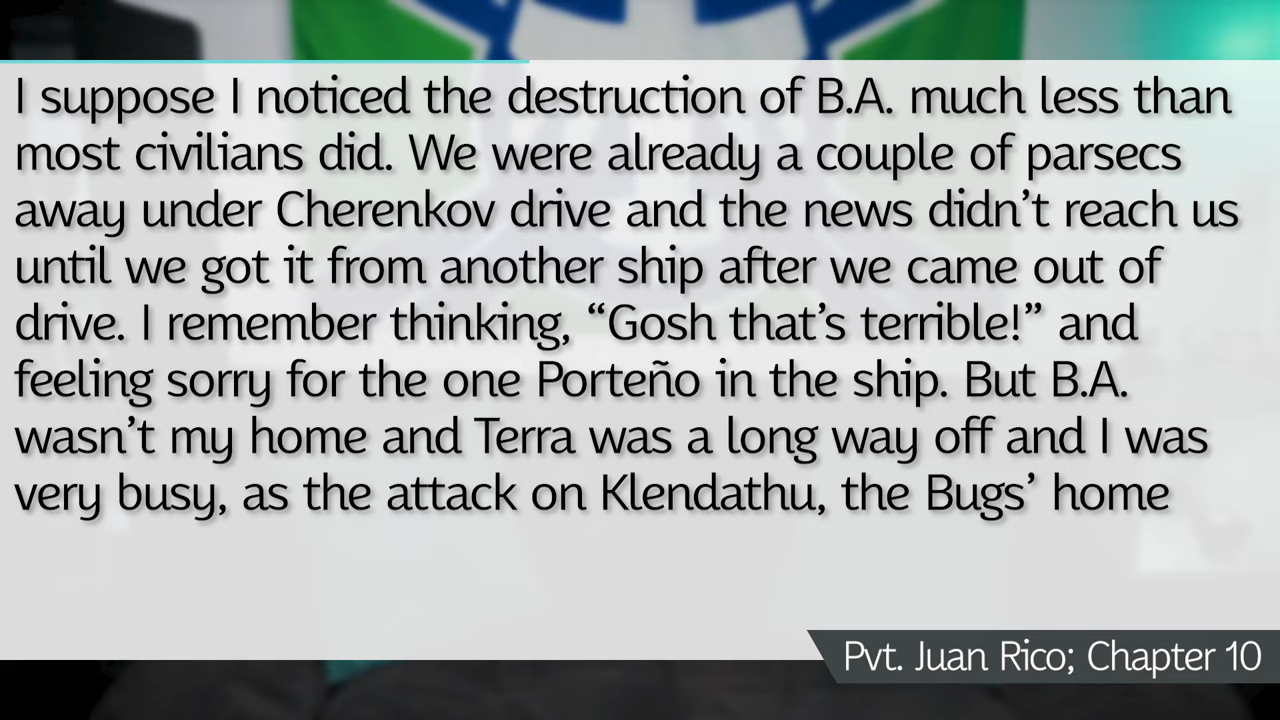 I suppose I noticed the destruction of B.A. much less than
most civilians did. We were already a couple of parsecs
away under Cherenkov drive and the news didn’t reach us
until we got it from another ship after we came out of
drive. I remember thinking, “Gosh that’s terrible!” and
feeling sorry for the one Porteño in the ship. But B.A.
wasn’t my home and Terra was a long way off and I was
very busy, as the attack on Klendathu, the Bugs’ home
Pvt. Juan Rico; Chapter 10